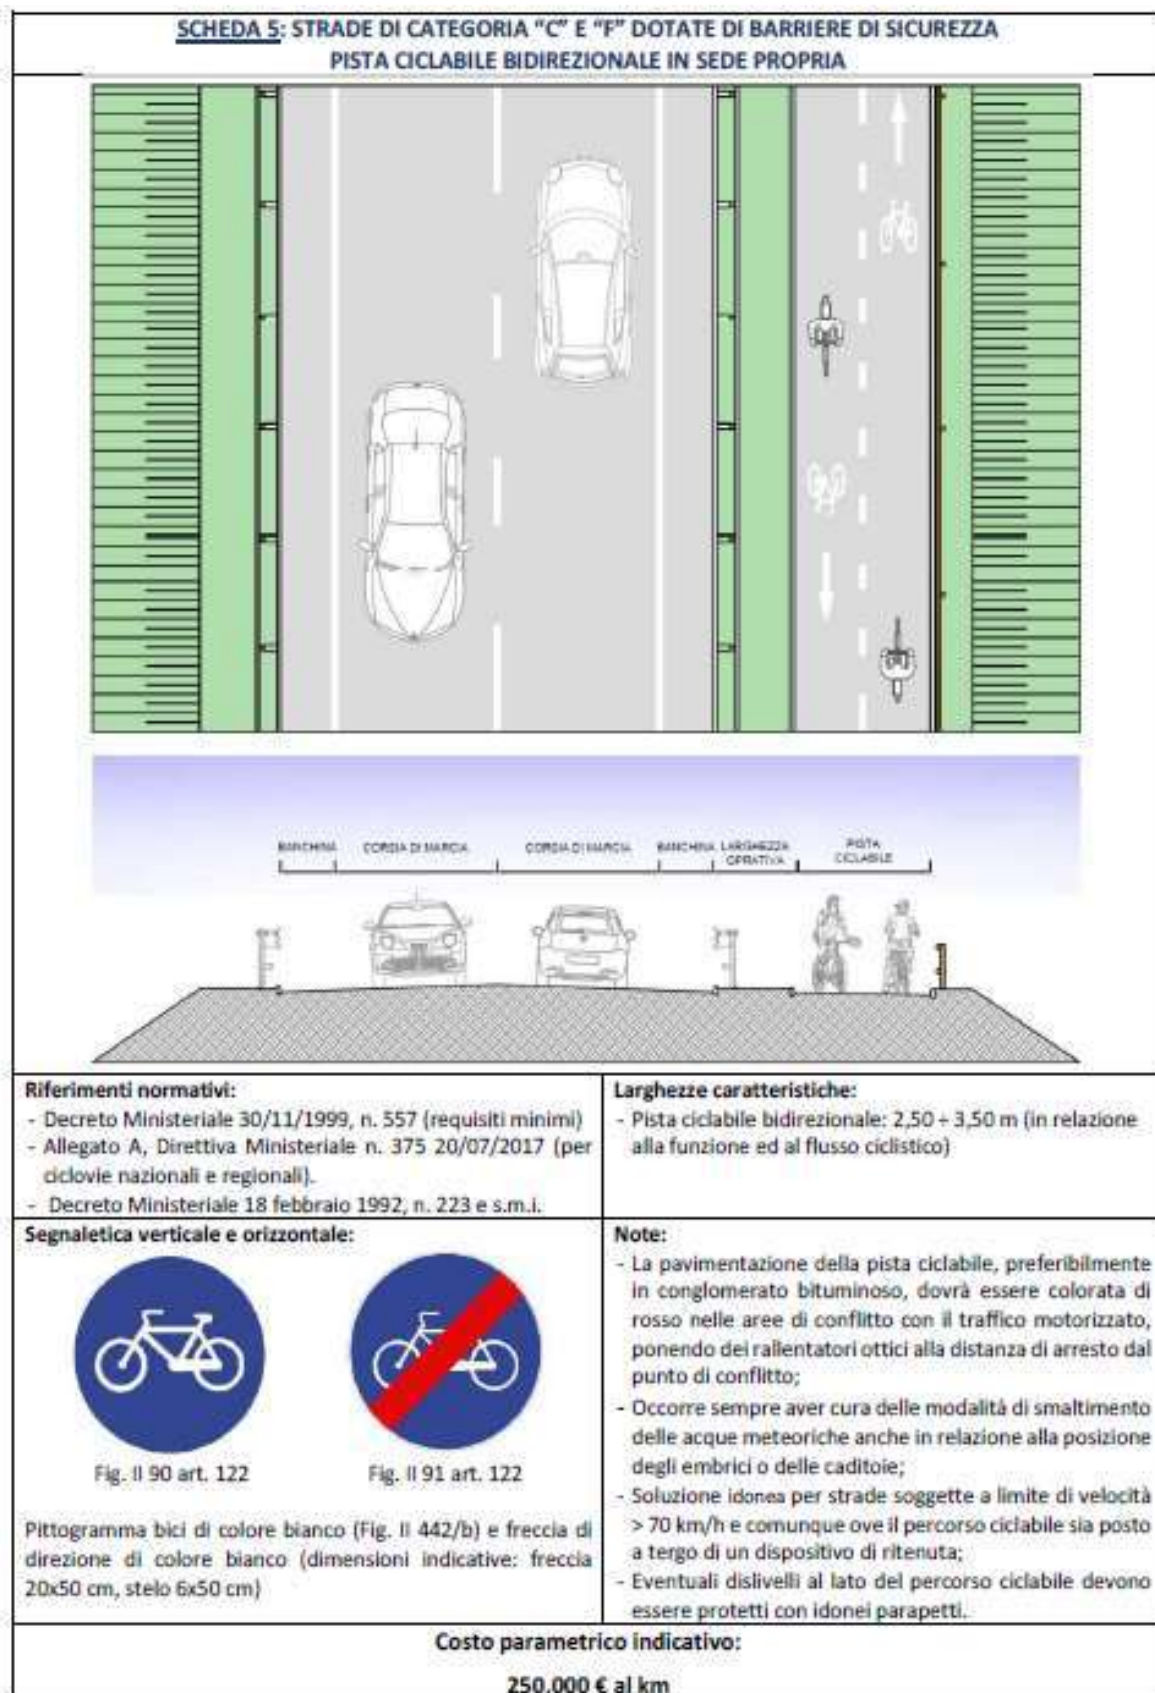 SCHEDA 5: STRADE DI CATEGORIA "C" E "F" DOTATE DI BARRIERE DI SICUREZZA
PISTA CICLABILE BIDIREZIONALE IN SEDE PROPRIA
BANCHINA CORSIA DI MARCIA CORSIA DI MARCIA BANCHINA LARGHEZZA OPRATIVA PISTA CICLABILE
Riferimenti normativi:
- Decreto Ministeriale 30/11/1999, n. 557 (requisiti minimi)
- Allegato A, Direttiva Ministeriale n. 375 20/07/2017 (per
ciclovie nazionali e regionali).
- Decreto Ministeriale 18 febbraio 1992, n. 223 e s.m.i.
Larghezze caratteristiche:
- Pista ciclabile bidirezionale: 2,50 ÷ 3,50 m (in relazione
alla funzione ed al flusso ciclistico)
Segnaletica verticale e orizzontale:
Fig. II 90 art. 122
Fig. II 91 art. 122
Pittogramma bici di colore bianco (Fig. II 442/b) e freccia di
direzione di colore bianco (dimensioni indicative: freccia
20x50 cm, stelo 6x50 cm)
Note:
- La pavimentazione della pista ciclabile, preferibilmente
in conglomerato bituminoso, dovrà essere colorata di
rosso nelle aree di conflitto con il traffico motorizzato,
ponendo dei rallentatori ottici alla distanza di arresto dal
punto di conflitto;
- Occorre sempre aver cura delle modalità di smaltimento
delle acque meteoriche anche in relazione alla posizione
degli embrici o delle caditoie;
- Soluzione idonea per strade soggette a limite di velocità
> 70 km/h e comunque ove il percorso ciclabile sia posto
a tergo di un dispositivo di ritenuta;
- Eventuali dislivelli al lato del percorso ciclabile devono
essere protetti con idonei parapetti.
Costo parametrico indicativo:
250.000 € al km